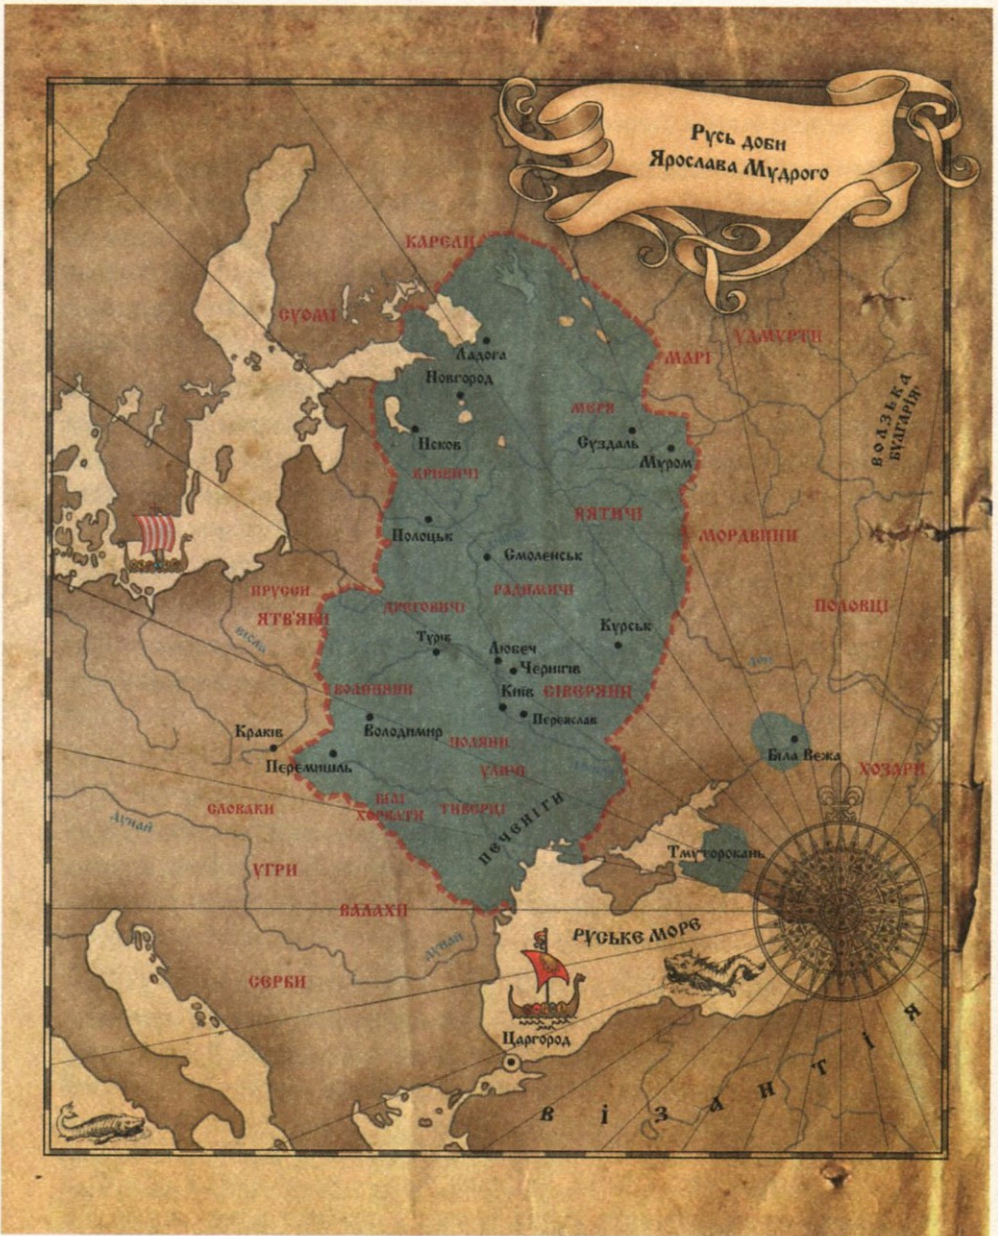 Русь доби
Ярослава Мудрого
КАРЕЛИ
СУОМІ
УДМУРТИ
МАРІ
Ладога
Новгород
ВОЛЗЬКА
БУЛГАРІЯ
МЕРЯ
Суздаль
Псков
Муром
КРИВИЧІ
ВЯТИЧІ
Полоцьк
МОРДВИНИ
Смоленськ
ПРУССИ
РАДИМИЧІ
ДРЕГОВИЧІ
ПОЛОВЦІ
ЯТВ'ЯГИ
Вісла
Турів
Курськ
Любеч
Чернігів
Дон
ВОЛИНЯНИ
Київ
СІВЕРЯНИ
Переяслав
Володимир
Краків
ПОЛЯНИ
Біла Вежа
Перемишль
УЛИЧІ
ХОЗАРИ
СЛОВАКИ
БІЛІ
ХОРВАТИ
ТИВЕРЦІ
ПЕЧЕНІГИ
Дунай
Тмуторокань
УГРИ
ВАЛАХИ
РУСЬКЕ МОРЕ
Дунай
СЕРБИ
Царгород
ВІЗАНТІЯ